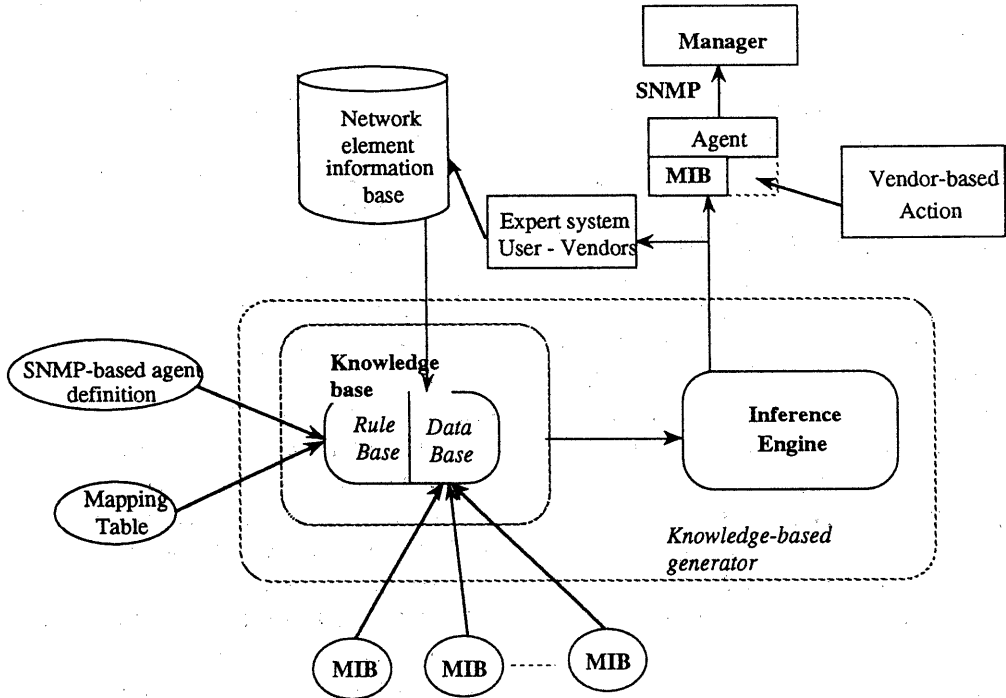 Manager
SNMP
Network
element
information
base
Agent
MIB
Vendor-based
Action
Expert system
User - Vendors
SNMP-based agent
definition
Knowledge
base
Rule
Base
Data
Base
Inference
Engine
Mapping
Table
Knowledge-based
generator
MIB
MIB
MIB